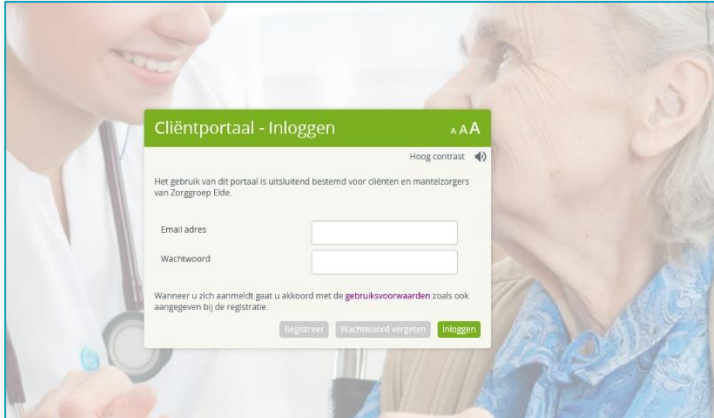 Cliëntportaal - Inloggen A A A
Hoog contrast
Het gebruik van dit portaal is uitsluitend bestemd voor cliënten en mantelzorgers
van Zorggroep Elde.
Email adres
Wachtwoord
Wanneer u zich aanmeldt gaat u akkoord met de gebruiksvoorwaarden zoals ook
aangegeven bij de registratie.
Registreer Wachtwoord vergeten Inloggen